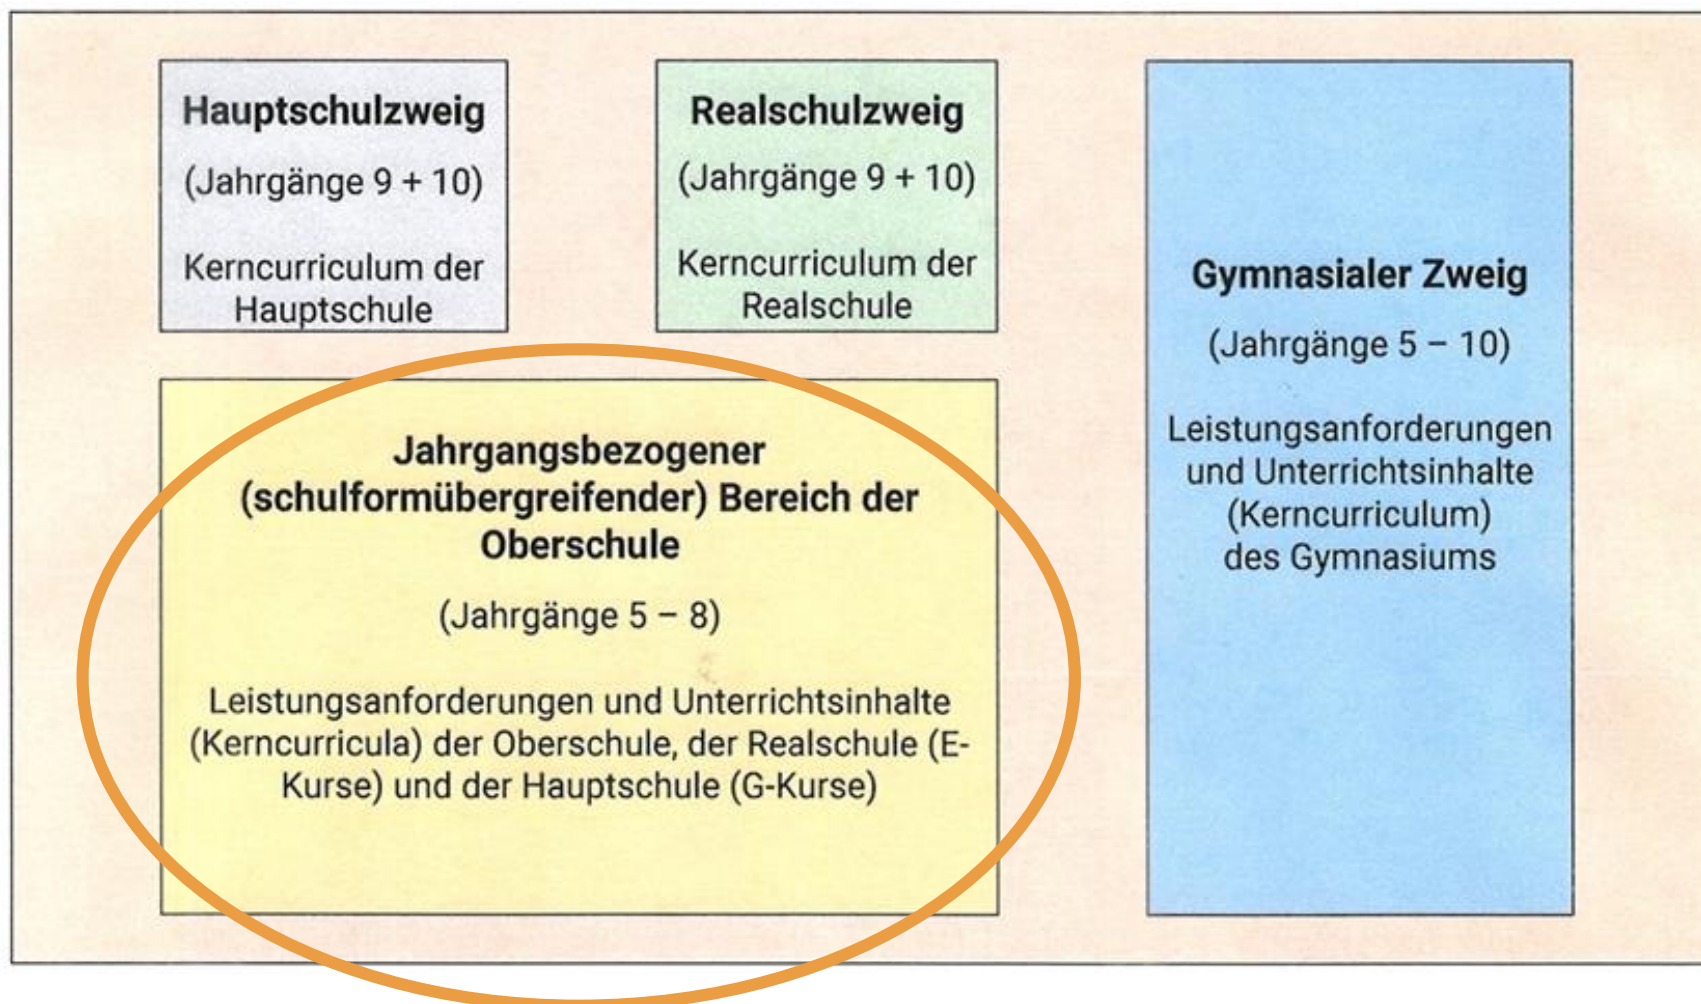 Hauptschulzweig
(Jahrgänge 9 + 10)
Kerncurriculum der
Hauptschule
Realschulzweig
(Jahrgänge 9 + 10)
Kerncurriculum der
Realschule
Jahrgangsbezogener
(schulformübergreifender) Bereich der
Oberschule
(Jahrgänge 5 – 8)
Leistungsanforderungen und Unterrichtsinhalte
(Kerncurricula) der Oberschule, der Realschule (E-
Kurse) und der Hauptschule (G-Kurse)
Gymnasialer Zweig
(Jahrgänge 5 – 10)
Leistungsanforderungen
und Unterrichtsinhalte
(Kerncurriculum)
des Gymnasiums